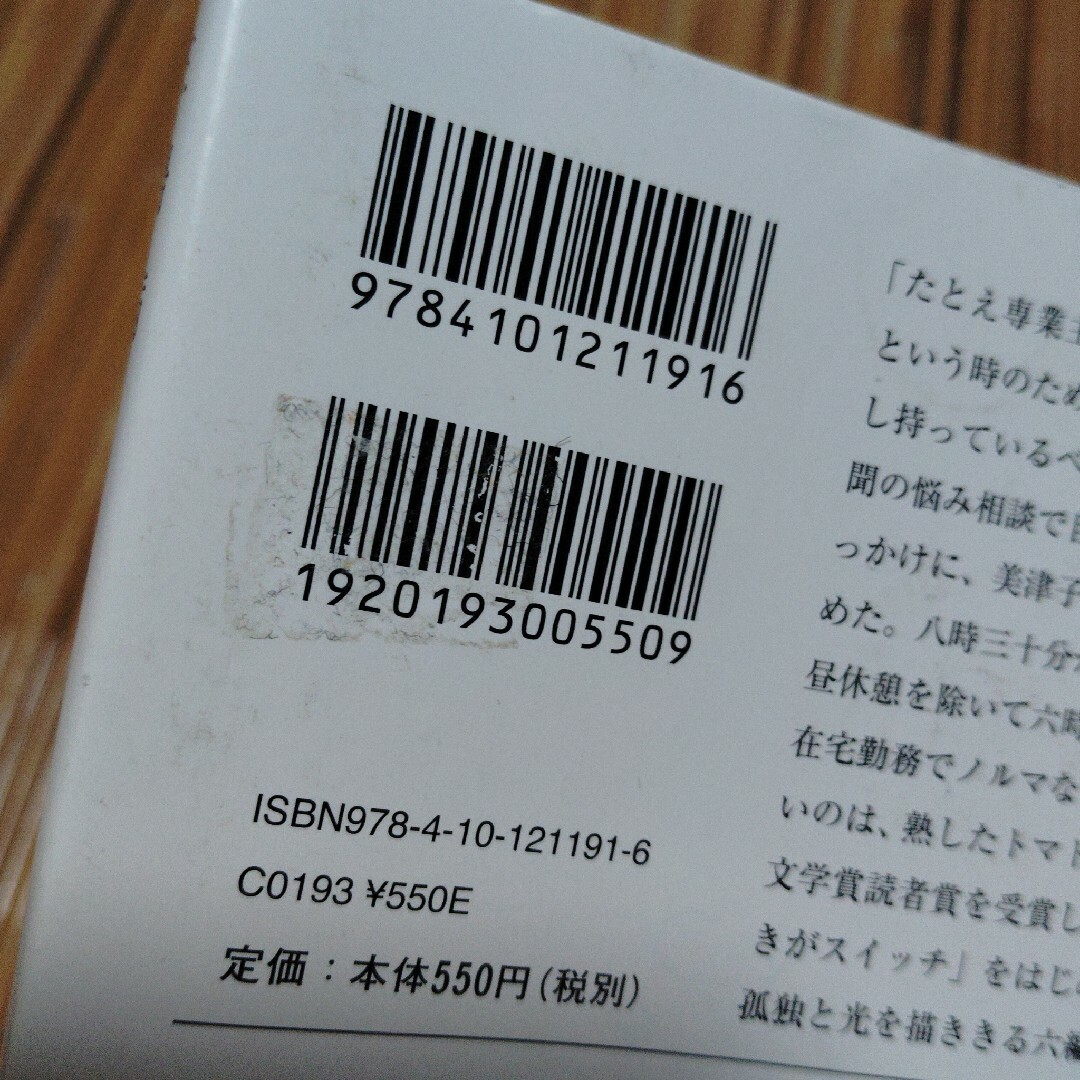 9784101211916
1920193005509
ISBN978-4-10-121191-6
C0193 ¥550E
定価：本体550円（税別）
「たとえ専業主
という時のため
し持っているべ
聞の悩み相談で
っかけに、美津子
めた。八時三十分
昼休憩を除いて六時
在宅勤務でノルマな
いのは、熟したトマト
文学賞読者賞を受賞し
きがスイッチ」をはじ
孤独と光を描ききる六編